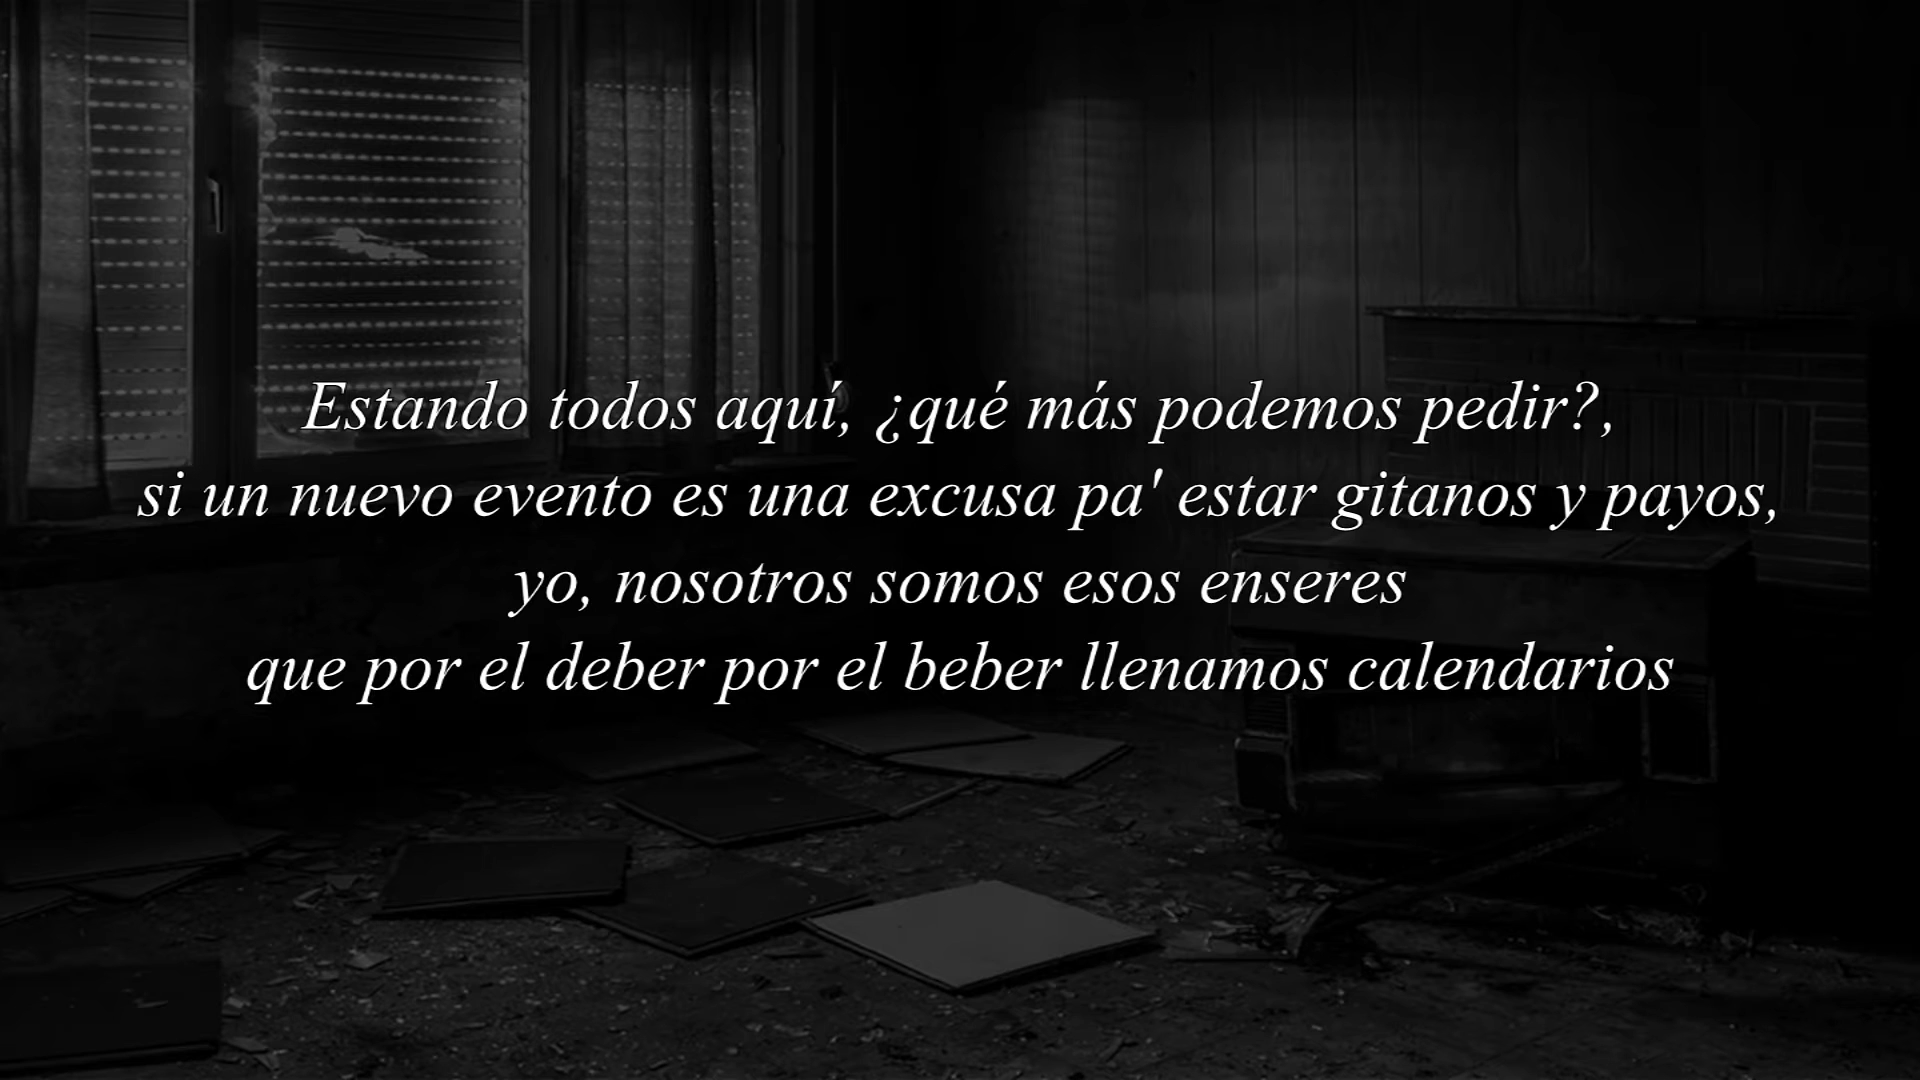 Estando todos aquí, ¿qué más podemos pedir?,
si un nuevo evento es una excusa pa' estar gitanos y payos,
yo, nosotros somos esos enseres
que por el deber por el beber llenamos calendarios